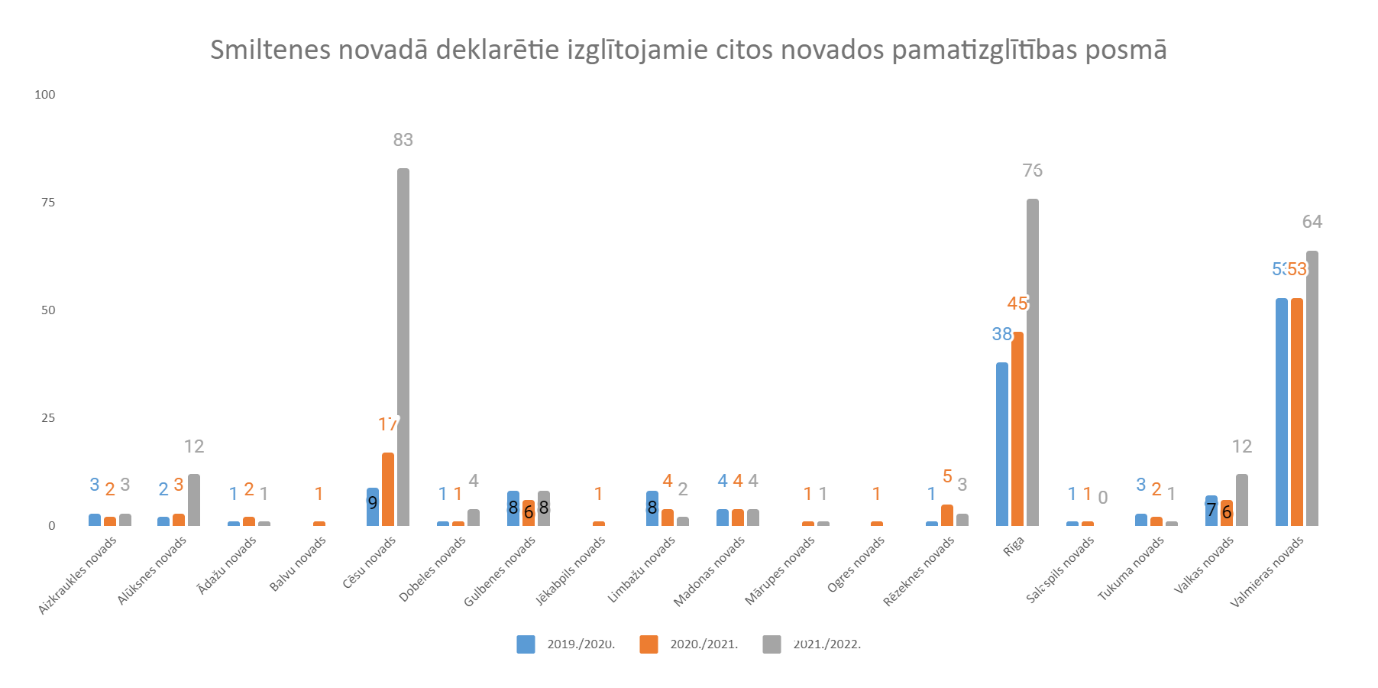 Smiltenes novadā deklarētie izglītojamie citos novados pamatizglītības posmā
100
75
50
25
0
3 2 3
2 3 12
1 2 1
1
9 17 83
1 1 4
8 6 8
1
8 4 2
4 4 4
1 1
1
1 5 3
38 45 76
1 1 0
3 2 1
7 6 12
53 53 64
Aizkraukles novads
Alūksnes novads
Ādažu novads
Balvu novads
Cēsu novads
Dobeles novads
Gulbenes novads
Jēkabpils novads
Limbažu novads
Madonas novads
Mārupes novads
Ogres novads
Rēzeknes novads
Rīga
Salaspils novads
Tukuma novads
Valkas novads
Valmieras novads
2019./2020. 2020./2021. 2021./2022.